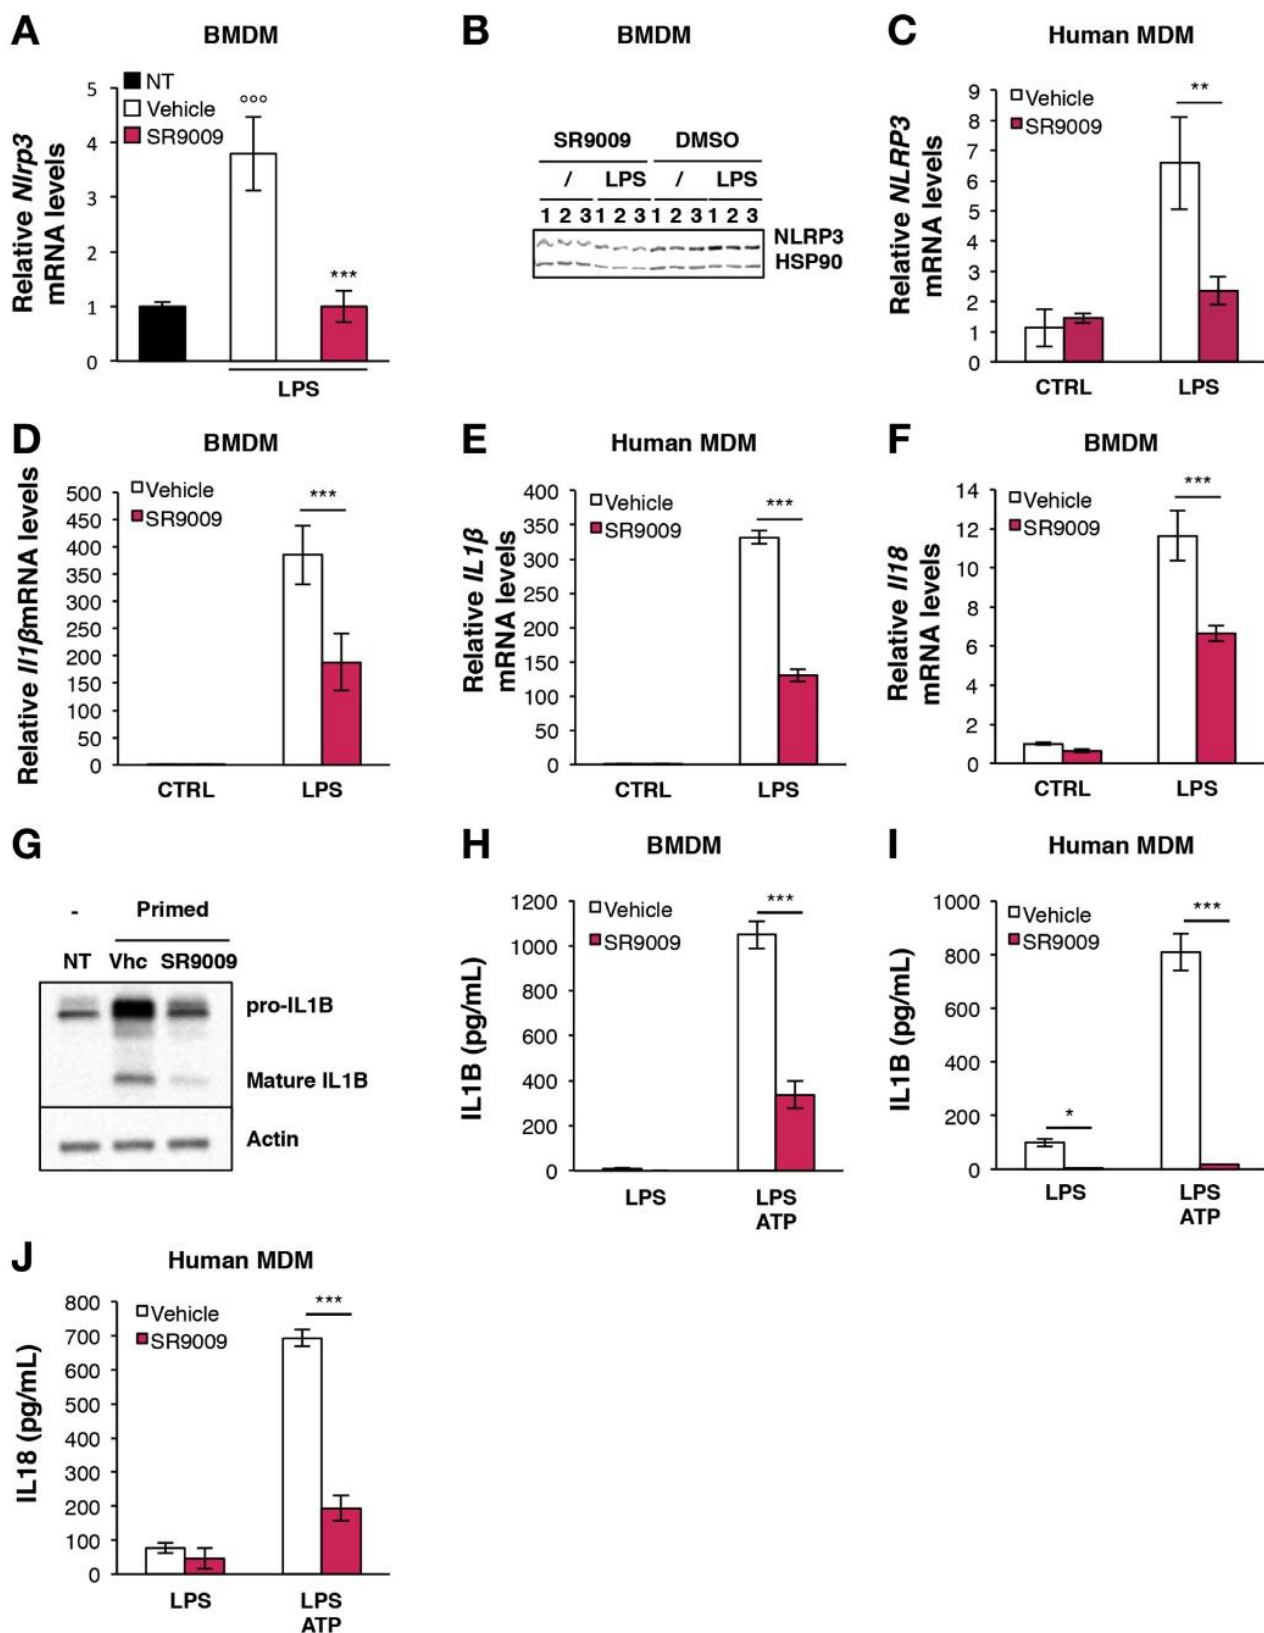 A
BMDM
NT
Vehicle
SR9009
Relative Nlrp3
mRNA levels
5
4
3
2
1
0
°°°
***
LPS
B
BMDM
SR9009 DMSO
/ LPS / LPS
1 2 3 1 2 3 1 2 3 1 2 3
NLRP3
HSP90
C
Human MDM
Vehicle
SR9009
Relative NLRP3
mRNA levels
9
8
7
6
5
4
3
2
1
0
**
CTRL LPS
D
BMDM
Vehicle
SR9009
Relative Il1β mRNA levels
500
450
400
350
300
250
200
150
100
50
0
***
CTRL LPS
E
Human MDM
Vehicle
SR9009
Relative IL1β
mRNA levels
400
350
300
250
200
150
100
50
0
***
CTRL LPS
F
BMDM
Vehicle
SR9009
Relative Il18
mRNA levels
14
12
10
8
6
4
2
0
***
CTRL LPS
G
- Primed
NT Vhc SR9009
pro-IL1B
Mature IL1B
Actin
H
BMDM
Vehicle
SR9009
IL1B (pg/mL)
1200
1000
800
600
400
200
0
***
LPS LPS
ATP
I
Human MDM
Vehicle
SR9009
IL1B (pg/mL)
1000
800
600
400
200
0
*
***
LPS LPS
ATP
J
Human MDM
Vehicle
SR9009
IL18 (pg/mL)
800
700
600
500
400
300
200
100
0
***
LPS LPS
ATP